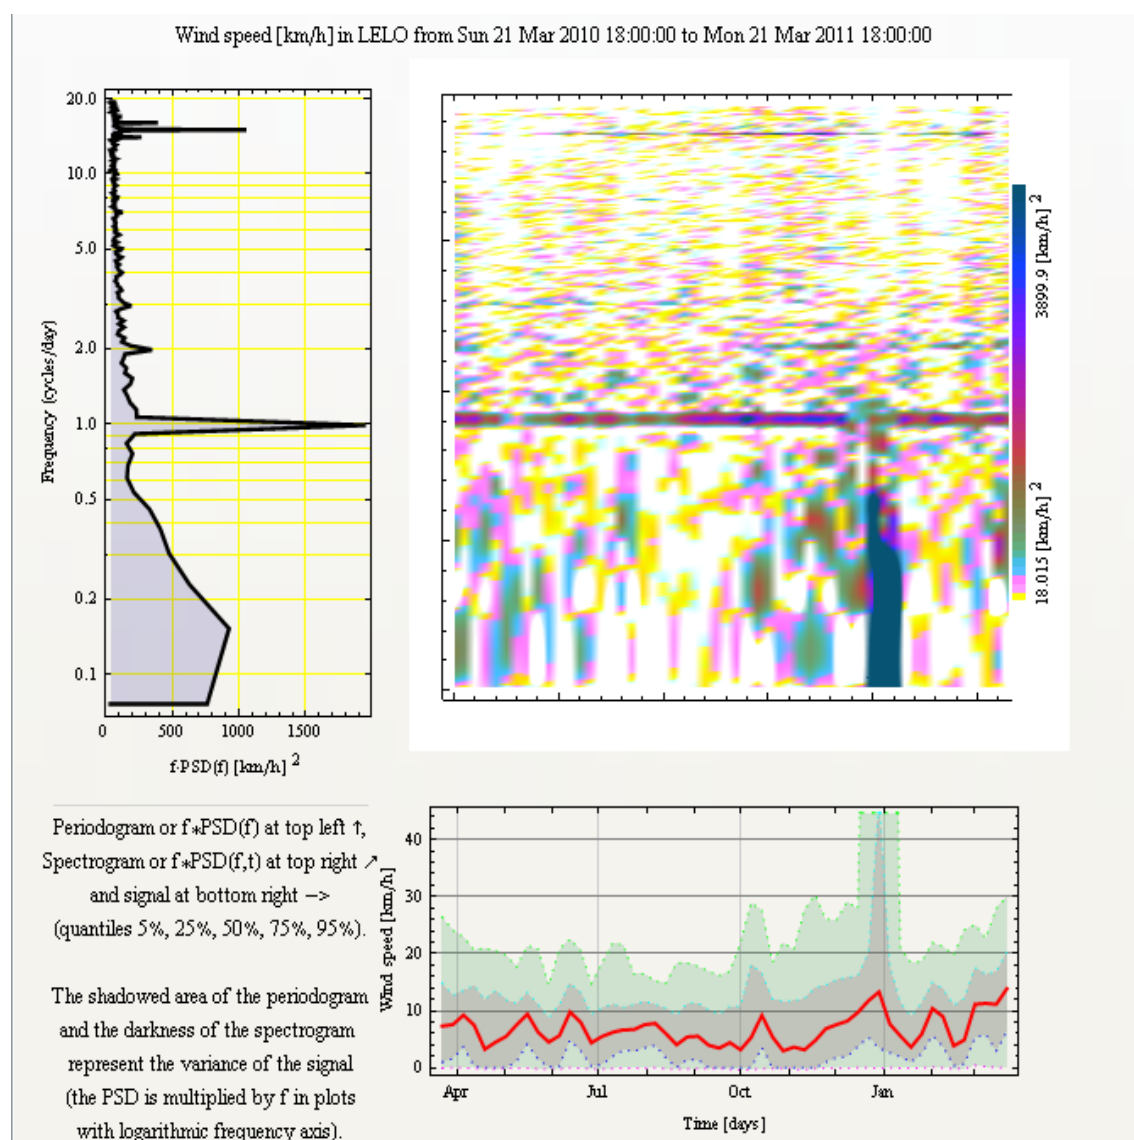 Wind speed [km/h] in LELO from Sun 21 Mar 2010 18:00:00 to Mon 21 Mar 2011 18:00:00
20.0
10.0
5.0
2.0
1.0
0.5
0.2
0.1
Frequency (cycles/day)
0 500 1000 1500
f·PSD(f) [km/h] 2
3899.9 [km/h] 2
18.015 [km/h] 2
Periodogram or f*PSD(f) at top left ↑,
Spectrogram or f*PSD(f,t) at top right ↗
and signal at bottom right -->
(quantiles 5%, 25%, 50%, 75%, 95%).
The shadowed area of the periodogram
and the darkness of the spectrogram
represent the variance of the signal
(the PSD is multiplied by f in plots
with logarithmic frequency axis).
Wind speed [km/h]
40
30
20
10
0
Apr Jul Oct Jan
Time [days]